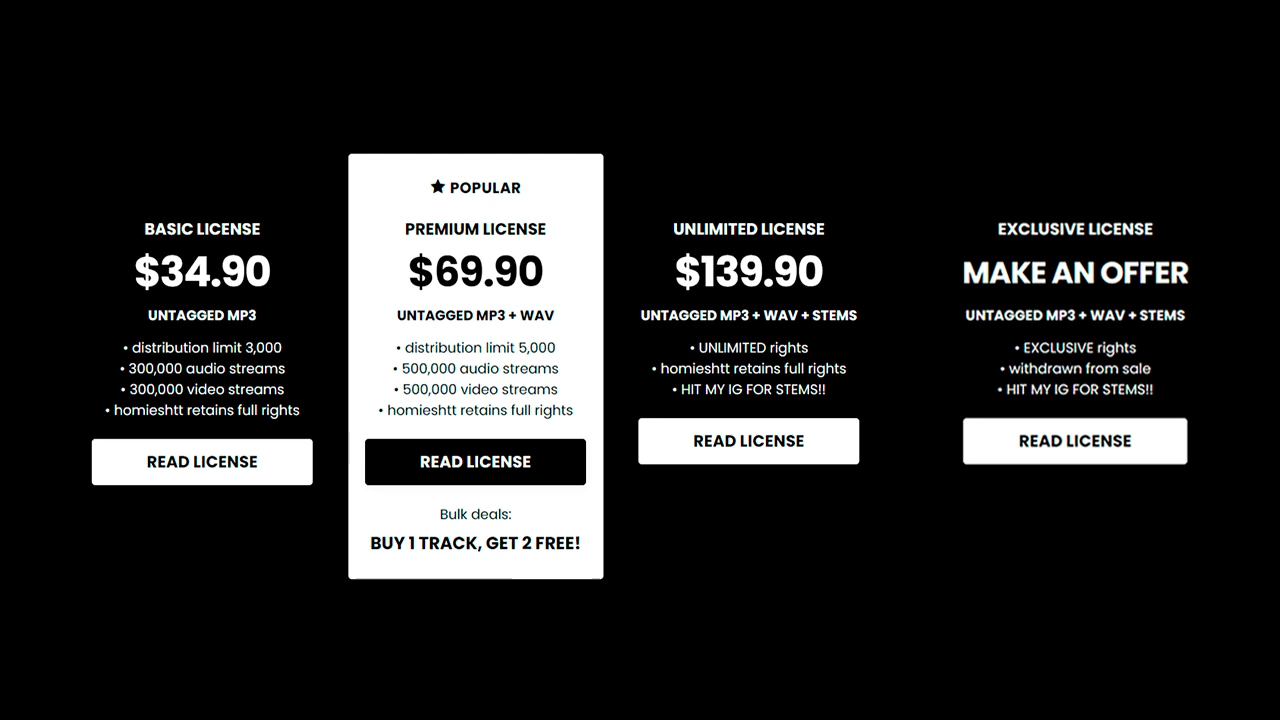 BASIC LICENSE
$34.90
UNTAGGED MP3
• distribution limit 3,000
• 300,000 audio streams
• 300,000 video streams
• homieshtt retains full rights
READ LICENSE
POPULAR
PREMIUM LICENSE
$69.90
UNTAGGED MP3 + WAV
• distribution limit 5,000
• 500,000 audio streams
• 500,000 video streams
• homieshtt retains full rights
READ LICENSE
Bulk deals:
BUY 1 TRACK, GET 2 FREE!
UNLIMITED LICENSE
$139.90
UNTAGGED MP3 + WAV + STEMS
• UNLIMITED rights
• homieshtt retains full rights
• HIT MY IG FOR STEMS!!
READ LICENSE
EXCLUSIVE LICENSE
MAKE AN OFFER
UNTAGGED MP3 + WAV + STEMS
• EXCLUSIVE rights
• withdrawn from sale
• HIT MY IG FOR STEMS!!
READ LICENSE